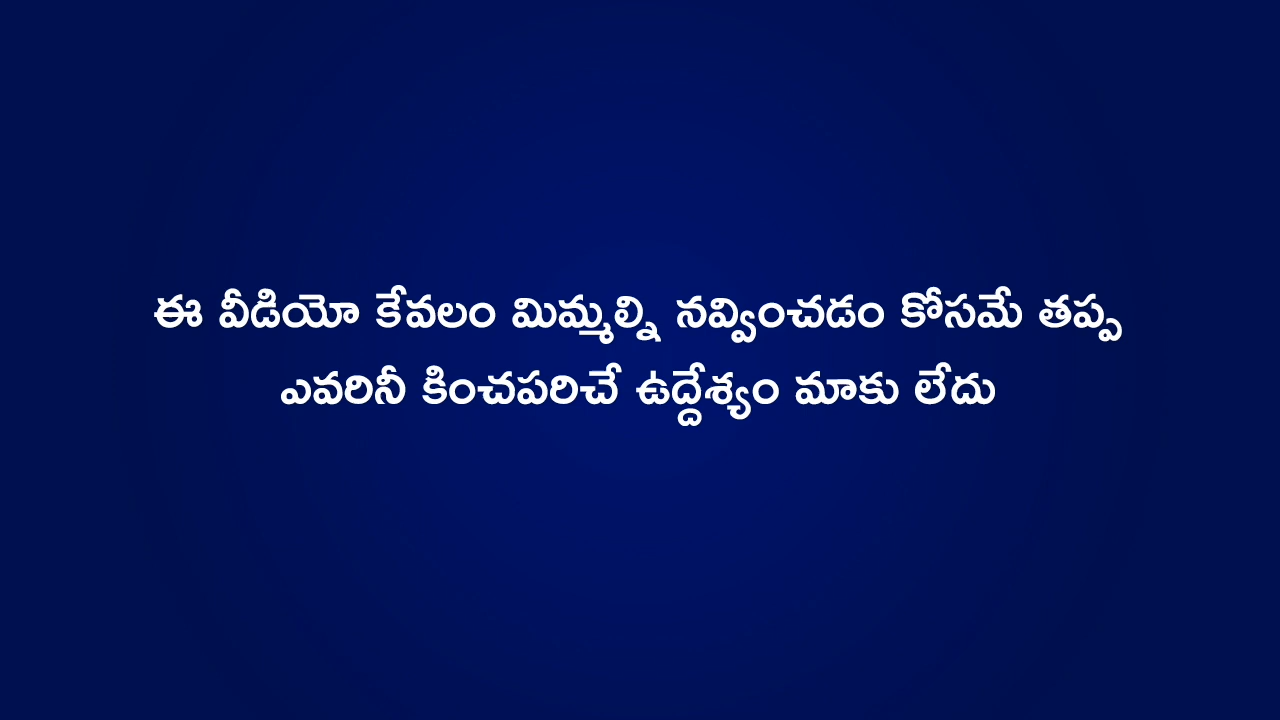 ఈ వీడియో కేవలం మిమ్మల్ని నవ్వించడం కోసమే తప్ప
ఎవరినీ కించపరిచే ఉద్దేశ్యం మాకు లేదు